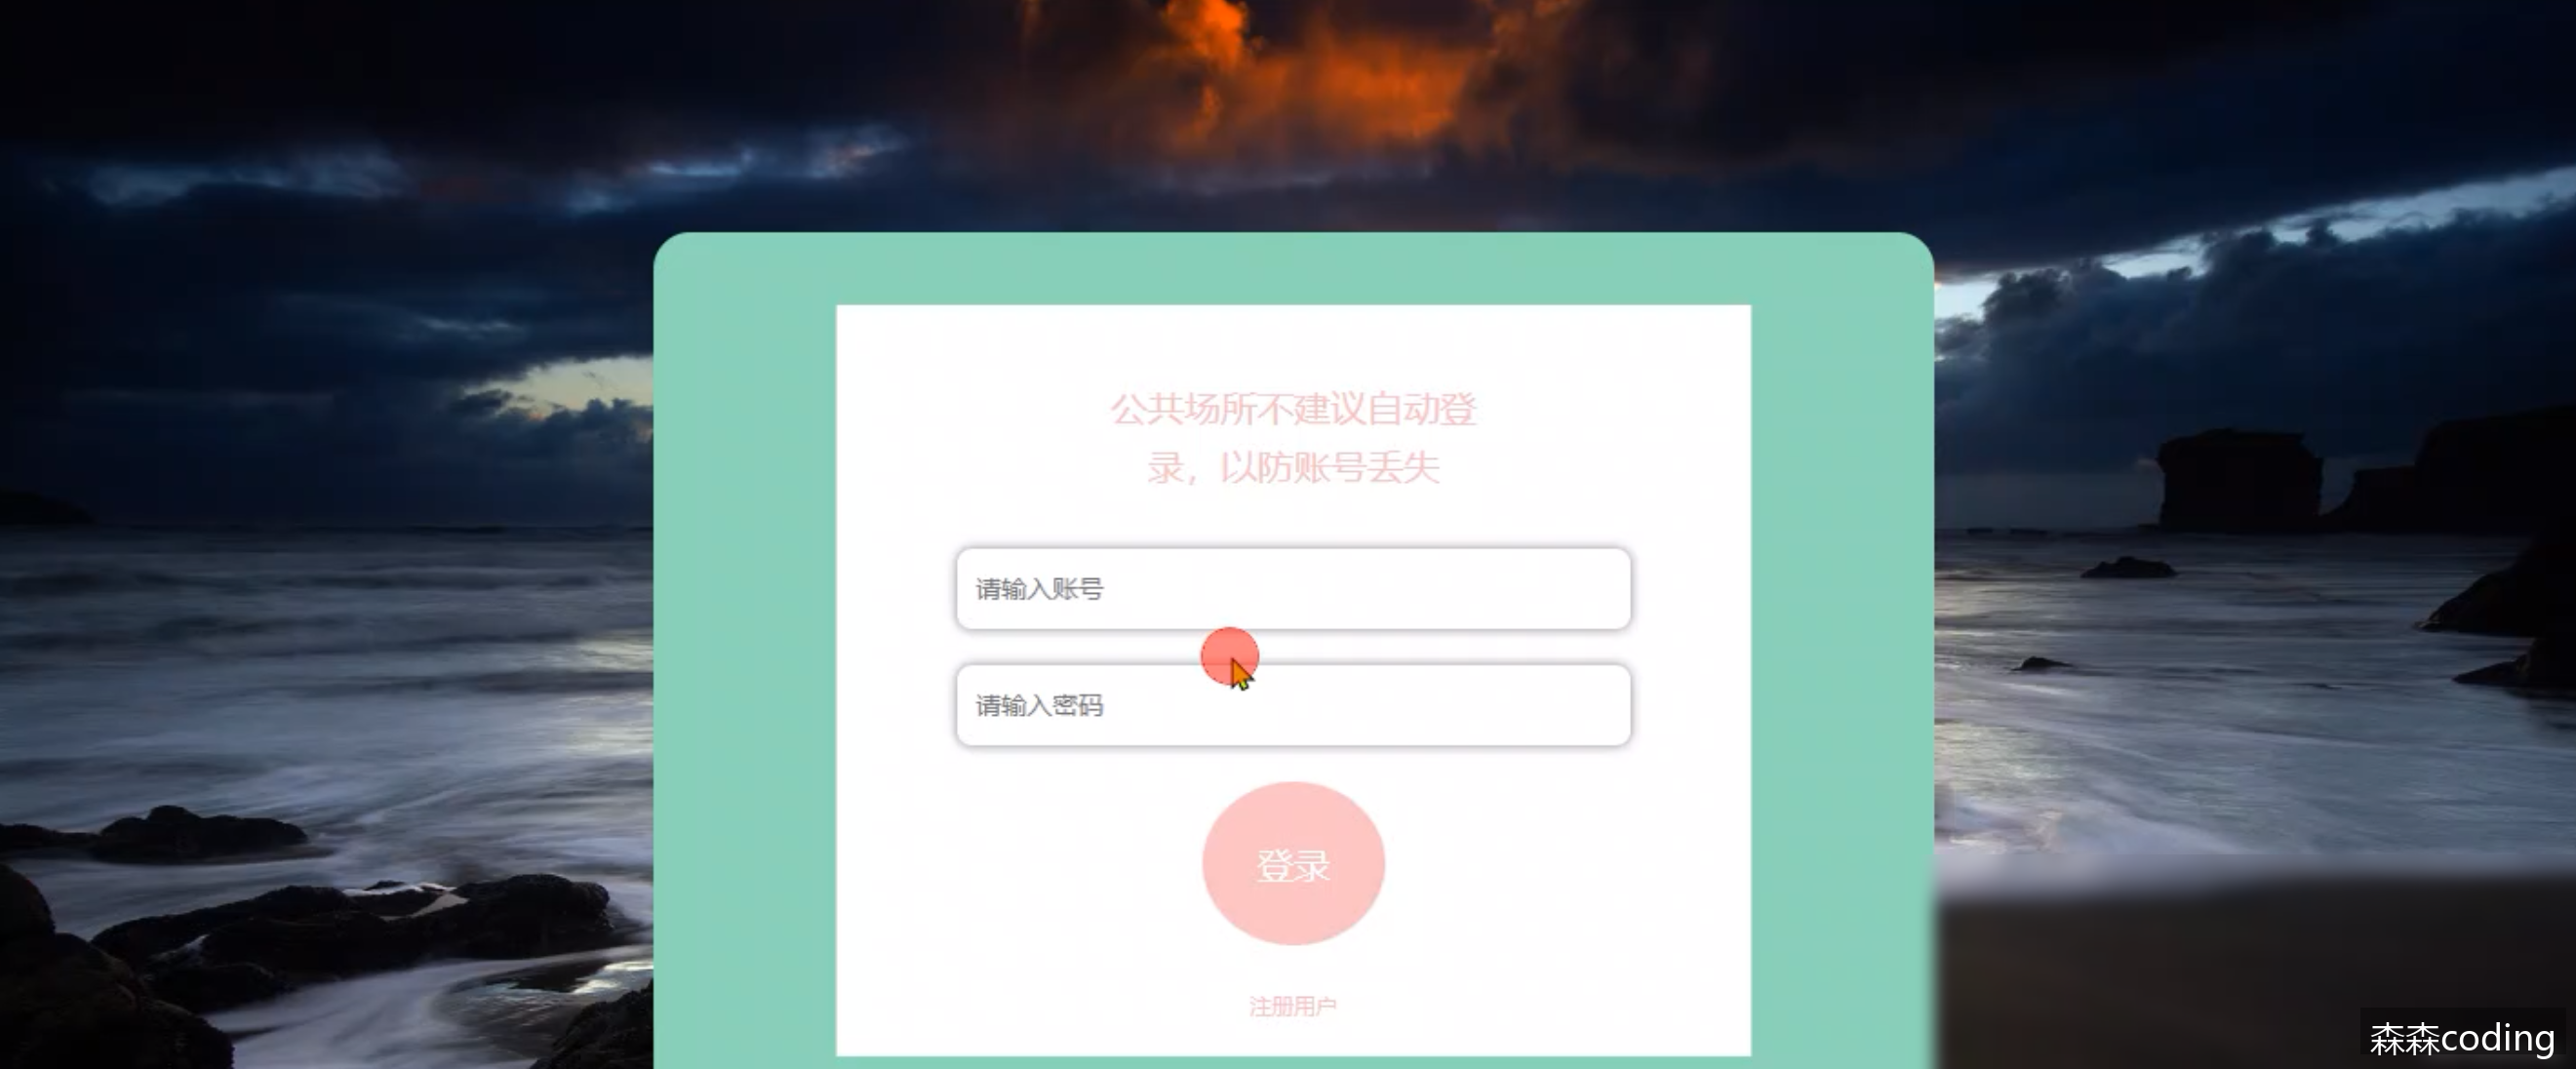 公共场所不建议自动登
录，以防账号丢失
请输入账号
请输入密码
登录
注册用户
森森coding